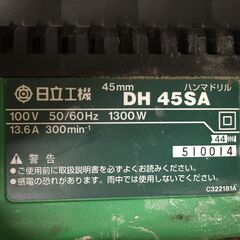 日立工機 45mm ハンマドリル
DH 45SA
100V 50/60Hz 1300W
13.6A 300min⁻¹
44
警告
510014
●ご使用前に取扱説明書を必ずよくお読みください。
●感電の恐れがあります。雨中では使用しないでください。
C322181A